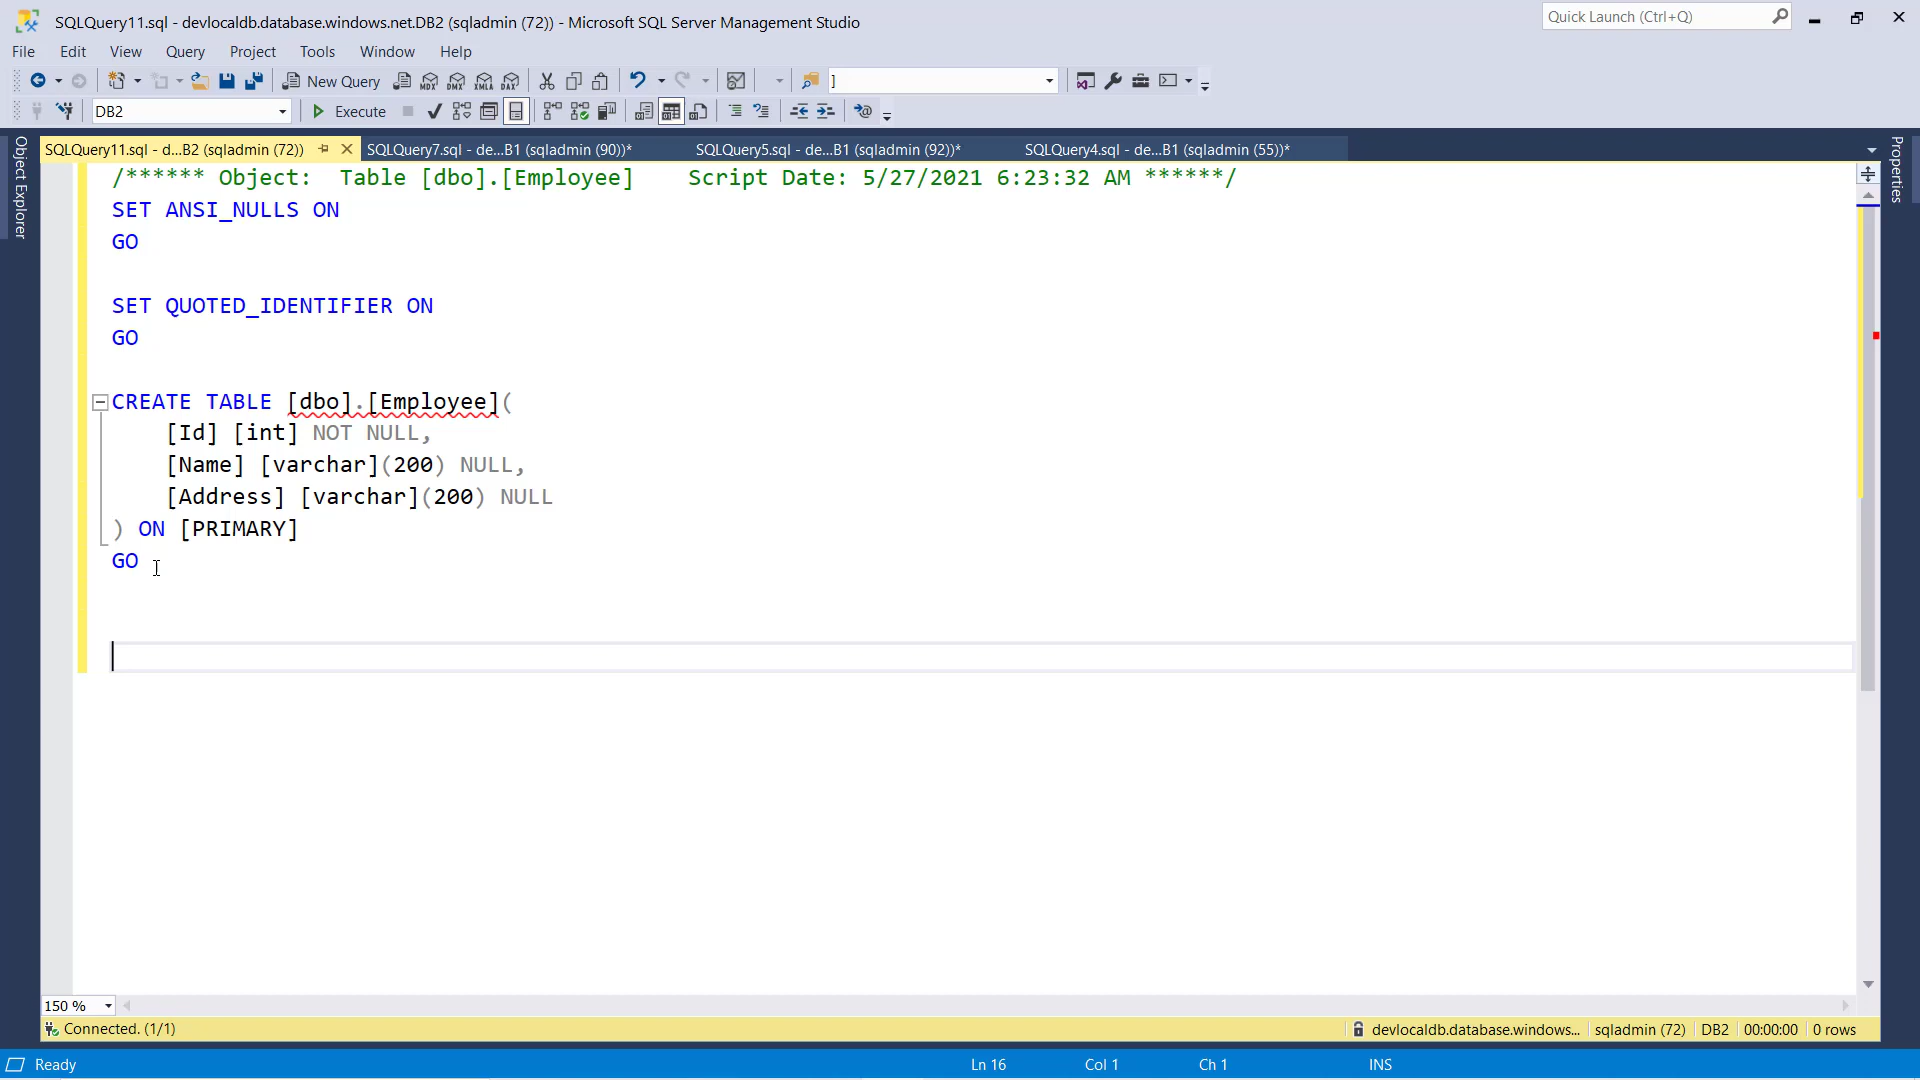 SQLQuery11.sql - devlocaldb.database.windows.net.DB2 (sqladmin (72)) - Microsoft SQL Server Management Studio
Quick Launch (Ctrl+Q)
File Edit View Query Project Tools Window Help
New Query MDX DMX XMLA DAX ]
DB2 Execute
SQLQuery11.sql - d...B2 (sqladmin (72)) SQLQuery7.sql - de...B1 (sqladmin (90))* SQLQuery5.sql - de...B1 (sqladmin (92))* SQLQuery4.sql - de...B1 (sqladmin (55))*
Object Explorer
Properties
/****** Object:  Table [dbo].[Employee]    Script Date: 5/27/2021 6:23:32 AM ******/
SET ANSI_NULLS ON
GO
SET QUOTED_IDENTIFIER ON
GO
CREATE TABLE [dbo].[Employee](
[Id] [int] NOT NULL,
[Name] [varchar](200) NULL,
[Address] [varchar](200) NULL
) ON [PRIMARY]
GO
150 %
Connected. (1/1) devlocaldb.database.windows... sqladmin (72) DB2 00:00:00 0 rows
Ready Ln 16 Col 1 Ch 1 INS